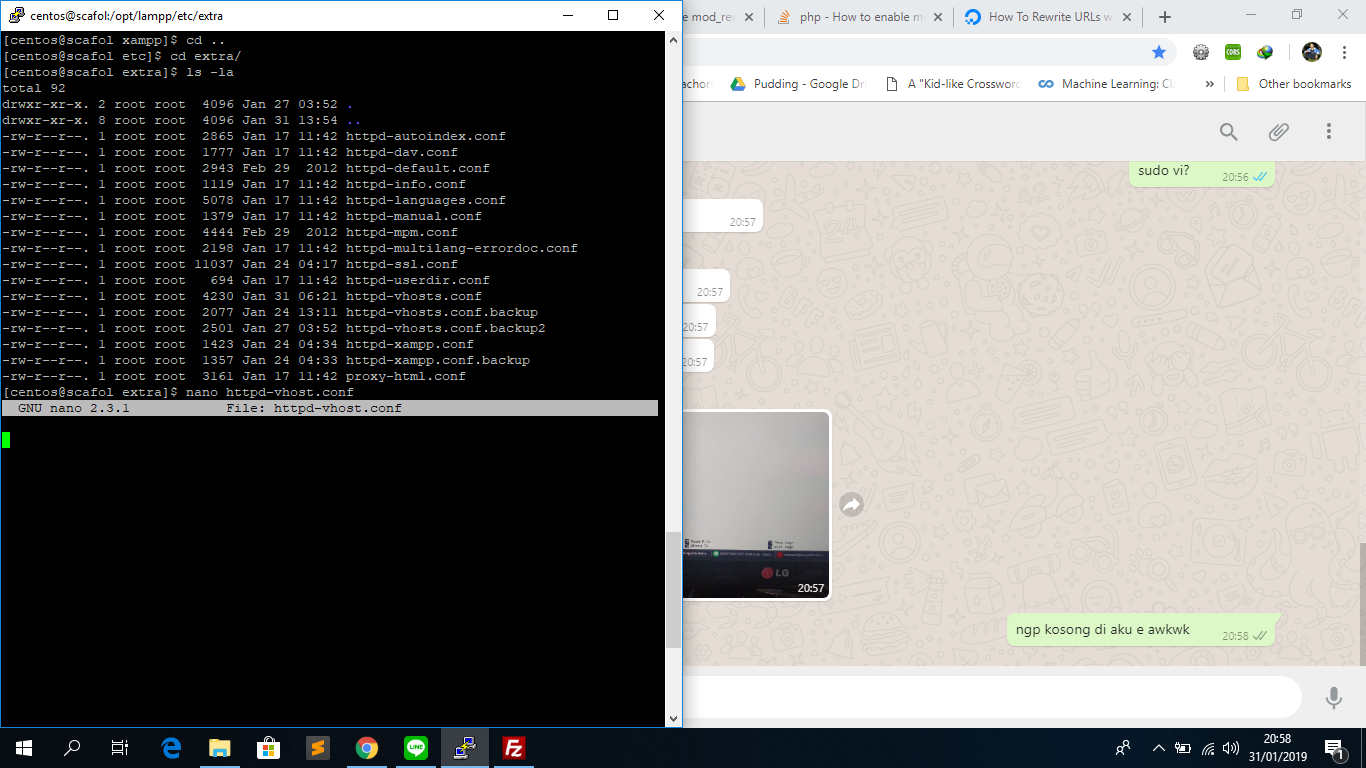 centos@scafol:/opt/lampp/etc/extra
[centos@scafol xampp]$ cd ..
[centos@scafol etc]$ cd extra/
[centos@scafol extra]$ ls -la
total 92
drwxr-xr-x. 2 root root  4096 Jan 27 03:52 .
drwxr-xr-x. 8 root root  4096 Jan 31 13:54 ..
-rw-r--r--. 1 root root  2865 Jan 17 11:42 httpd-autoindex.conf
-rw-r--r--. 1 root root  1777 Jan 17 11:42 httpd-dav.conf
-rw-r--r--. 1 root root  2943 Feb 29  2012 httpd-default.conf
-rw-r--r--. 1 root root  1119 Jan 17 11:42 httpd-info.conf
-rw-r--r--. 1 root root  5078 Jan 17 11:42 httpd-languages.conf
-rw-r--r--. 1 root root  1379 Jan 17 11:42 httpd-manual.conf
-rw-r--r--. 1 root root  4444 Feb 29  2012 httpd-mpm.conf
-rw-r--r--. 1 root root  2198 Jan 17 11:42 httpd-multilang-errordoc.conf
-rw-r--r--. 1 root root 11037 Jan 24 04:17 httpd-ssl.conf
-rw-r--r--. 1 root root   694 Jan 17 11:42 httpd-userdir.conf
-rw-r--r--. 1 root root  4230 Jan 31 06:21 httpd-vhosts.conf
-rw-r--r--. 1 root root  2077 Jan 24 13:11 httpd-vhosts.conf.backup
-rw-r--r--. 1 root root  2501 Jan 27 03:52 httpd-vhosts.conf.backup2
-rw-r--r--. 1 root root  1423 Jan 24 04:34 httpd-xampp.conf
-rw-r--r--. 1 root root  1357 Jan 24 04:33 httpd-xampp.conf.backup
-rw-r--r--. 1 root root  3161 Jan 17 11:42 proxy-html.conf
[centos@scafol extra]$ nano httpd-vhost.conf
GNU nano 2.3.1            File: httpd-vhost.conf
e mod_rew
php - How to enable m
How To Rewrite URLs w
CORS
achor
Pudding - Google Dri
A "Kid-like Crossword
Machine Learning: Cl
» Other bookmarks
sudo vi? 20:56
20:57
20:57
20:57
20:57
LG
20:57
ngp kosong di aku e awkwk 20:58
LINE
Fz
20:58
31/01/2019
1